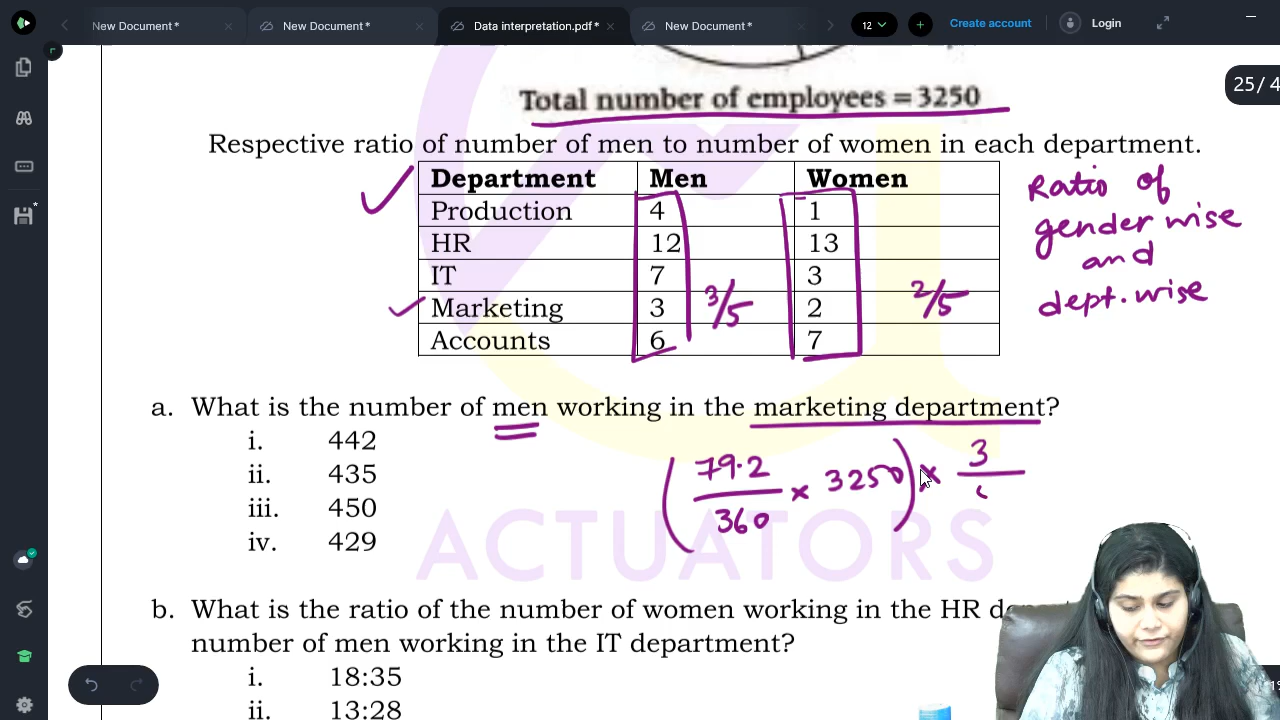 New Document *
New Document *
Data interpretation.pdf *
New Document *
12
Create account
Login
25/4
Total number of employees = 3250
Respective ratio of number of men to number of women in each department.
Department Men Women
Production 4 1
HR 12 13
IT 7 3
Marketing 3 3/5 2 2/5
Accounts 6 7
Ratio of
gender wise
and
dept. wise
a. What is the number of men working in the marketing department?
i. 442
ii. 435
iii. 450
iv. 429
(79.2/360 × 3250) × 3
ACTUATORS
b. What is the ratio of the number of women working in the HR
number of men working in the IT department?
i. 18:35
ii. 13:28